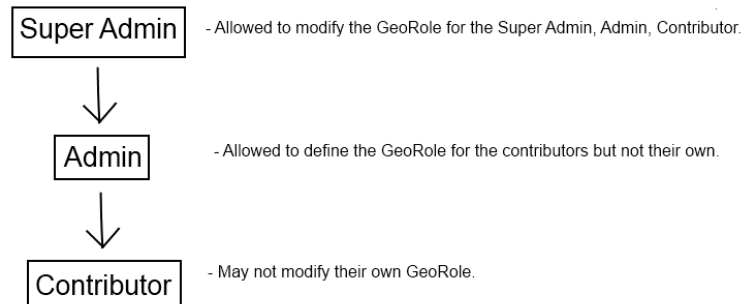 Super Admin - Allowed to modify the GeoRole for the Super Admin, Admin, Contributor.
Admin - Allowed to define the GeoRole for the contributors but not their own.
Contributor - May not modify their own GeoRole.